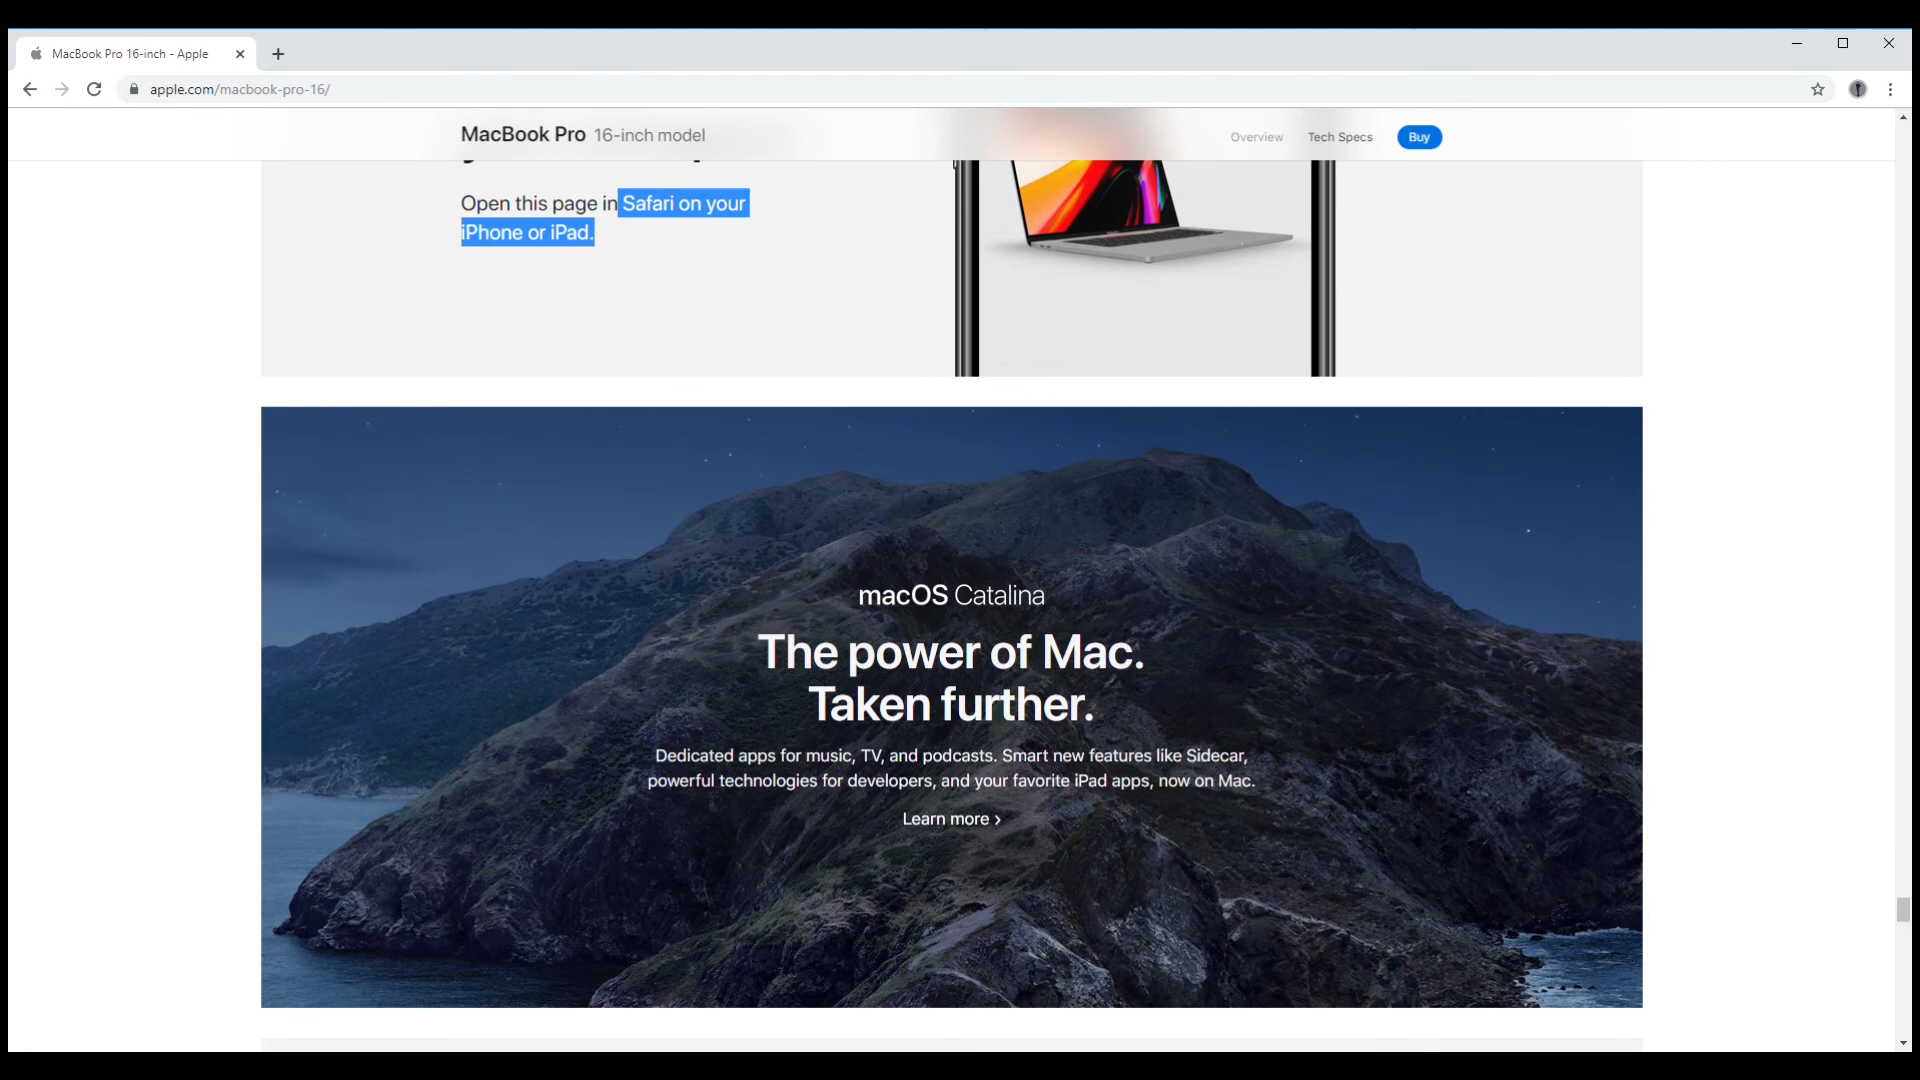 MacBook Pro 16-inch - Apple
apple.com/macbook-pro-16/
MacBook Pro 16-inch model
Overview Tech Specs Buy
Open this page in Safari on your
iPhone or iPad.
macOS Catalina
The power of Mac.
Taken further.
Dedicated apps for music, TV, and podcasts. Smart new features like Sidecar,
powerful technologies for developers, and your favorite iPad apps, now on Mac.
Learn more >